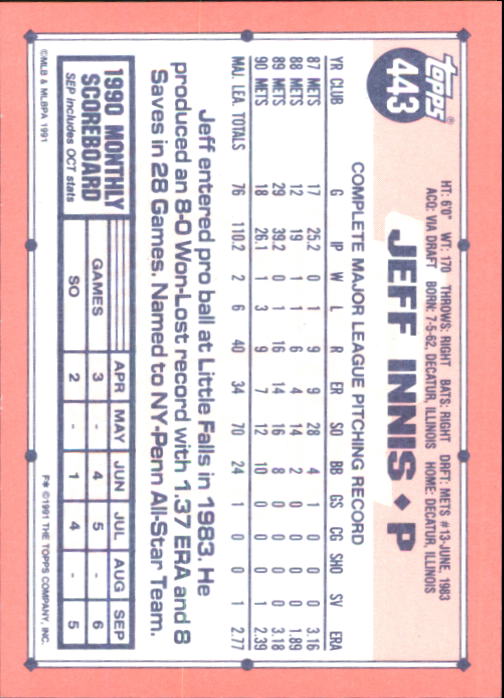 topps®
443
HT: 6'0" WT: 170 THROWS: RIGHT BATS: RIGHT DRFT: METS #13-JUNE, 1983
ACQ: VIA DRAFT BORN: 7-5-62, DECATUR, ILLINOIS HOME: DECATUR, ILLINOIS
JEFF INNIS ♦ P
COMPLETE MAJOR LEAGUE PITCHING RECORD
YR CLUB G IP W L R ER SO BB GS CG SHO SV ERA
87 METS 17 25.2 0 1 9 9 28 4 1 0 0 0 3.16
88 METS 12 19 1 1 6 4 14 2 0 0 0 0 1.89
89 METS 29 39.2 0 1 16 14 16 8 0 0 0 0 3.18
90 METS 18 26.1 1 3 9 7 12 10 0 0 0 1 2.39
MAJ. LEA. TOTALS 76 110.2 2 6 40 34 70 24 1 0 0 1 2.77
Jeff entered pro ball at Little Falls in 1983. He
produced an 8-0 Won-Lost record with 1.37 ERA and 8
Saves in 28 Games. Named to NY-Penn All-Star Team.
1990 MONTHLY
SCOREBOARD
SEP includes OCT stats
APR MAY JUN JUL AUG SEP
GAMES 3 - 4 5 - 6
SO 2 - 1 4 - 5
©MLB & MLBPA 1991
F* ©1991 THE TOPPS COMPANY, INC.